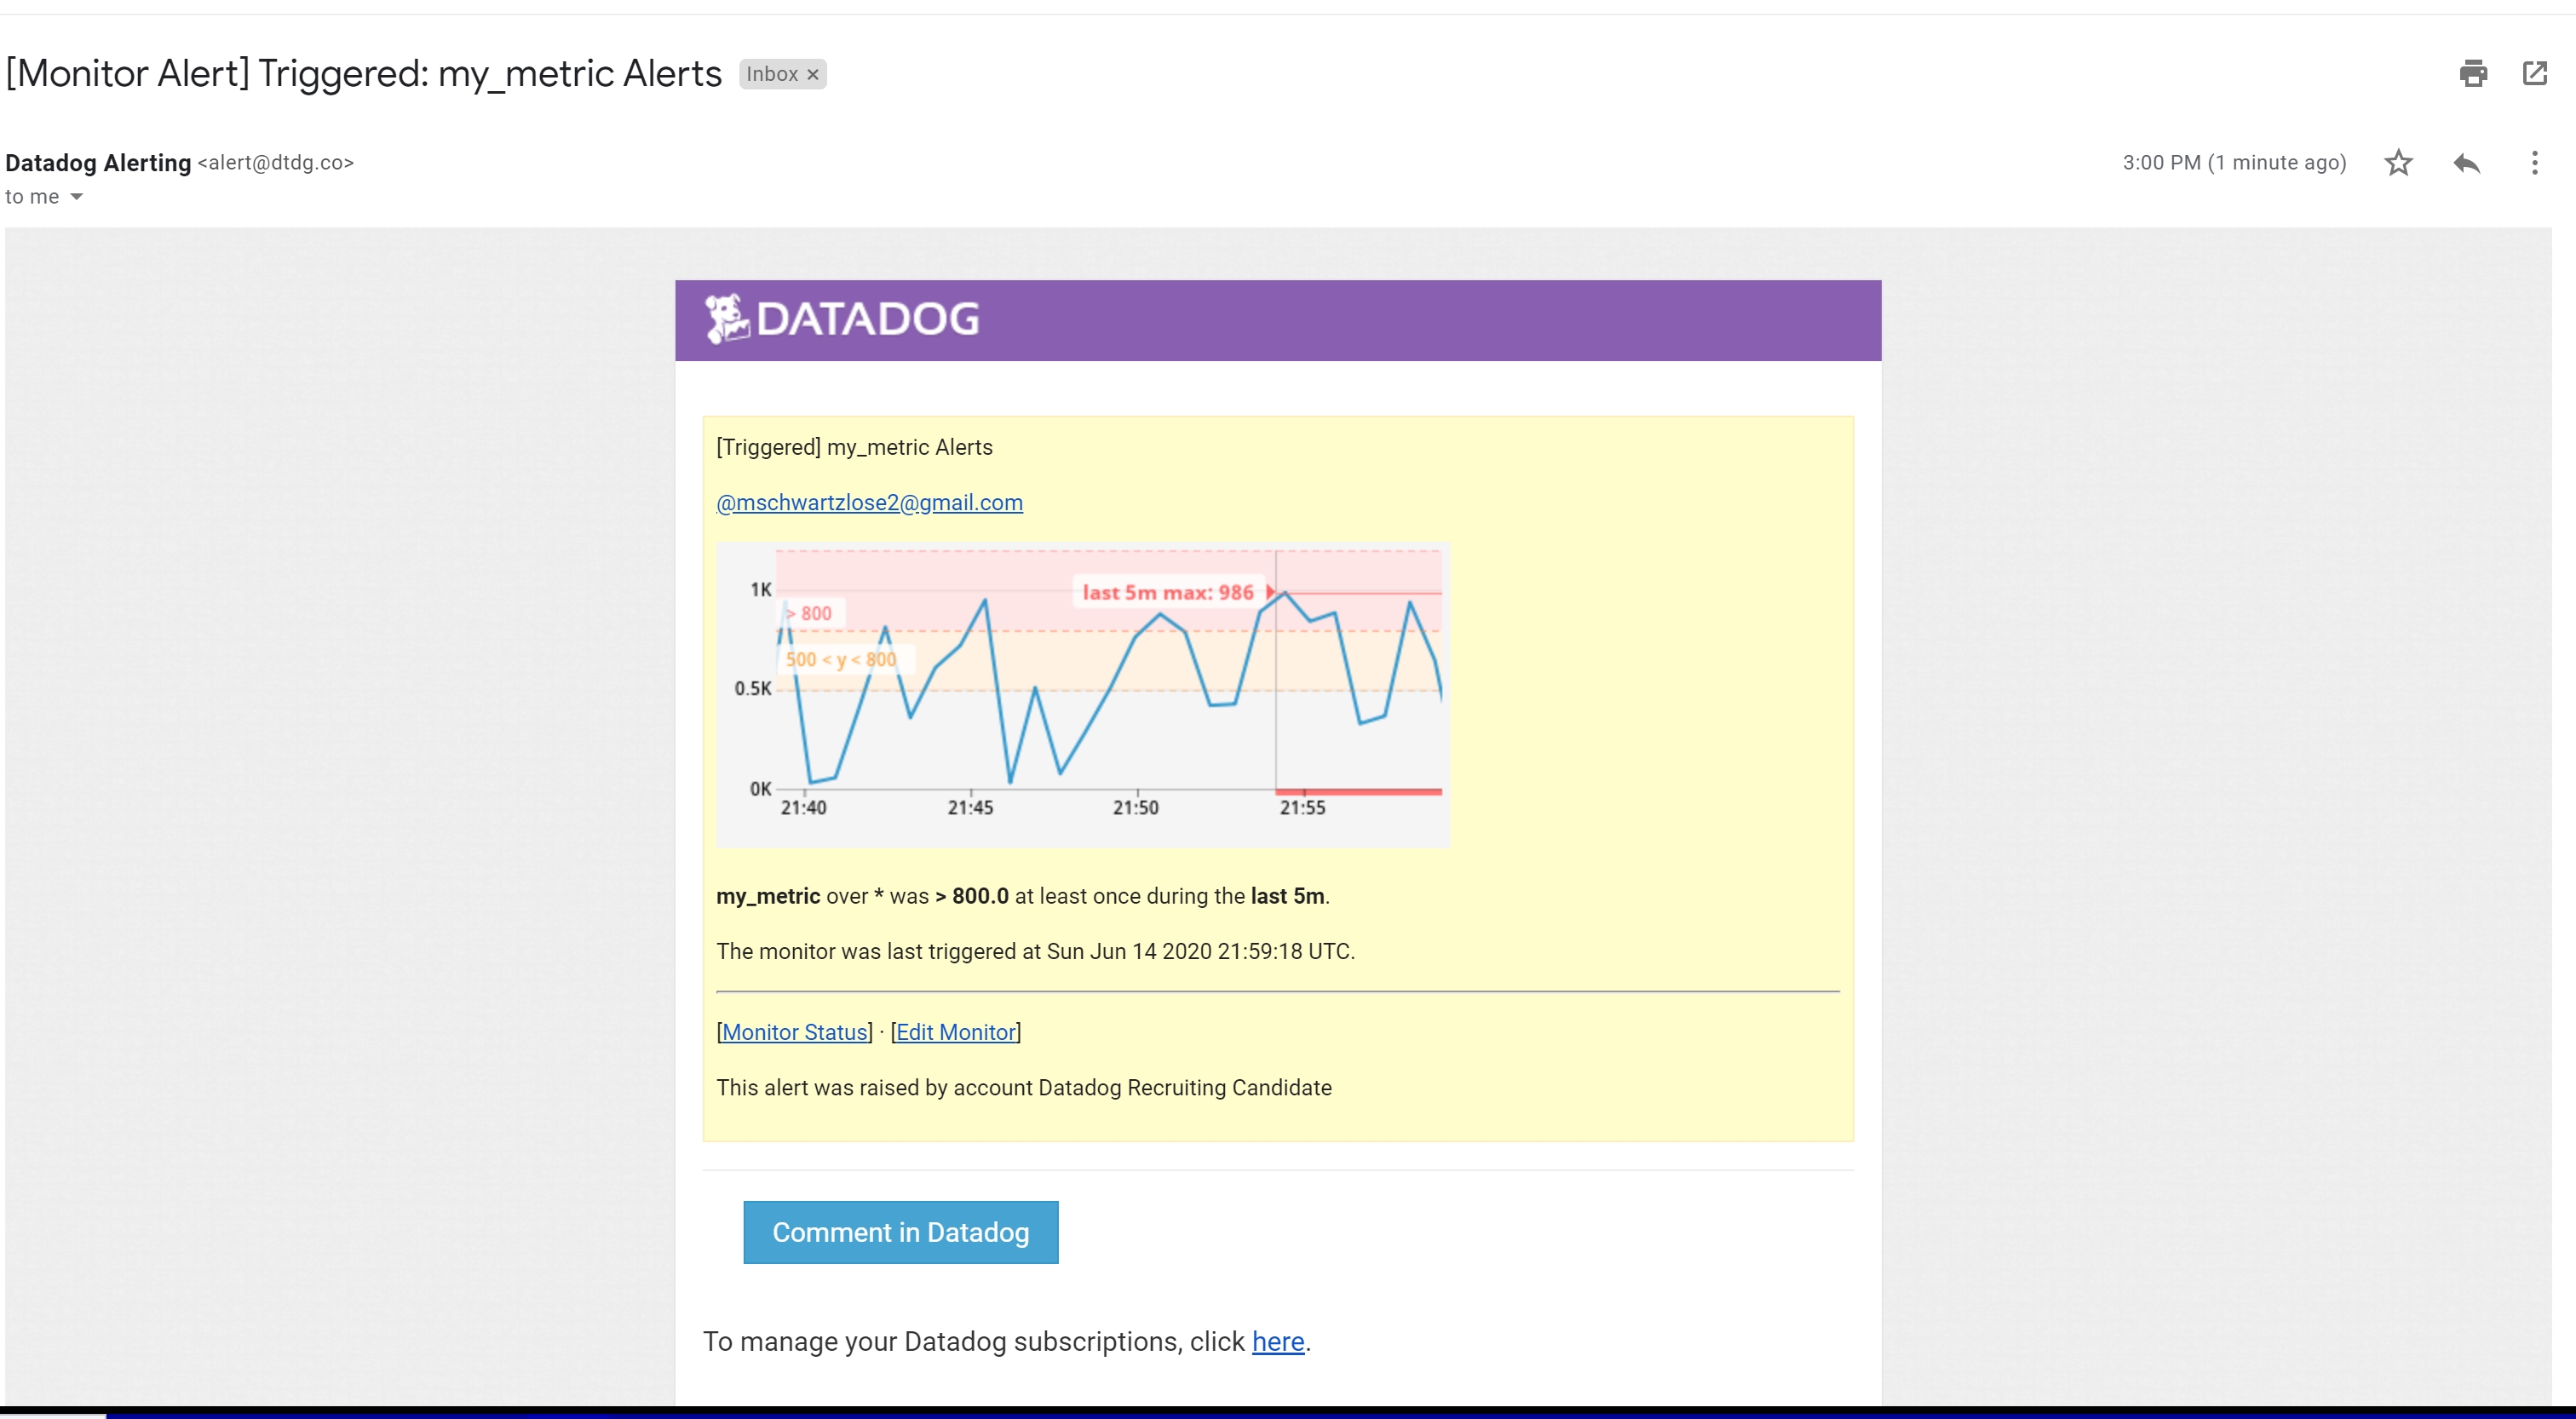 [Monitor Alert] Triggered: my_metric Alerts Inbox ×
Datadog Alerting <alert@dtdg.co> 3:00 PM (1 minute ago)
to me
DATADOG
[Triggered] my_metric Alerts
@mschwartzlose2@gmail.com
1K
last 5m max: 986
> 800
500 < y < 800
0.5K
0K
21:40 21:45 21:50 21:55
my_metric over * was > 800.0 at least once during the last 5m.
The monitor was last triggered at Sun Jun 14 2020 21:59:18 UTC.
[Monitor Status] · [Edit Monitor]
This alert was raised by account Datadog Recruiting Candidate
Comment in Datadog
To manage your Datadog subscriptions, click here.